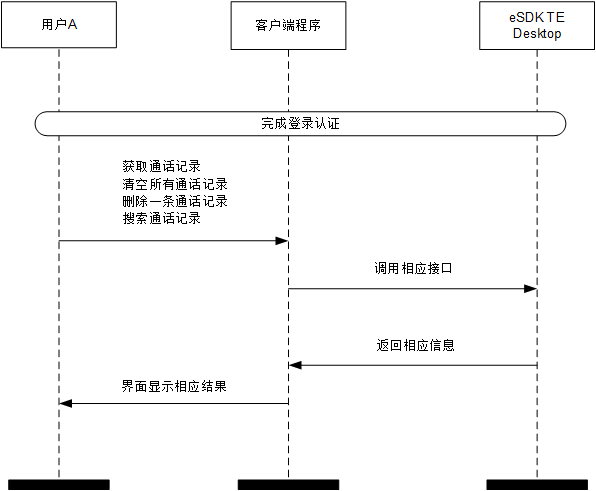 用户A
客户端程序
eSDK TE
Desktop
完成登录认证
获取通话记录
清空所有通话记录
删除一条通话记录
搜索通话记录
调用相应接口
返回相应信息
界面显示相应结果